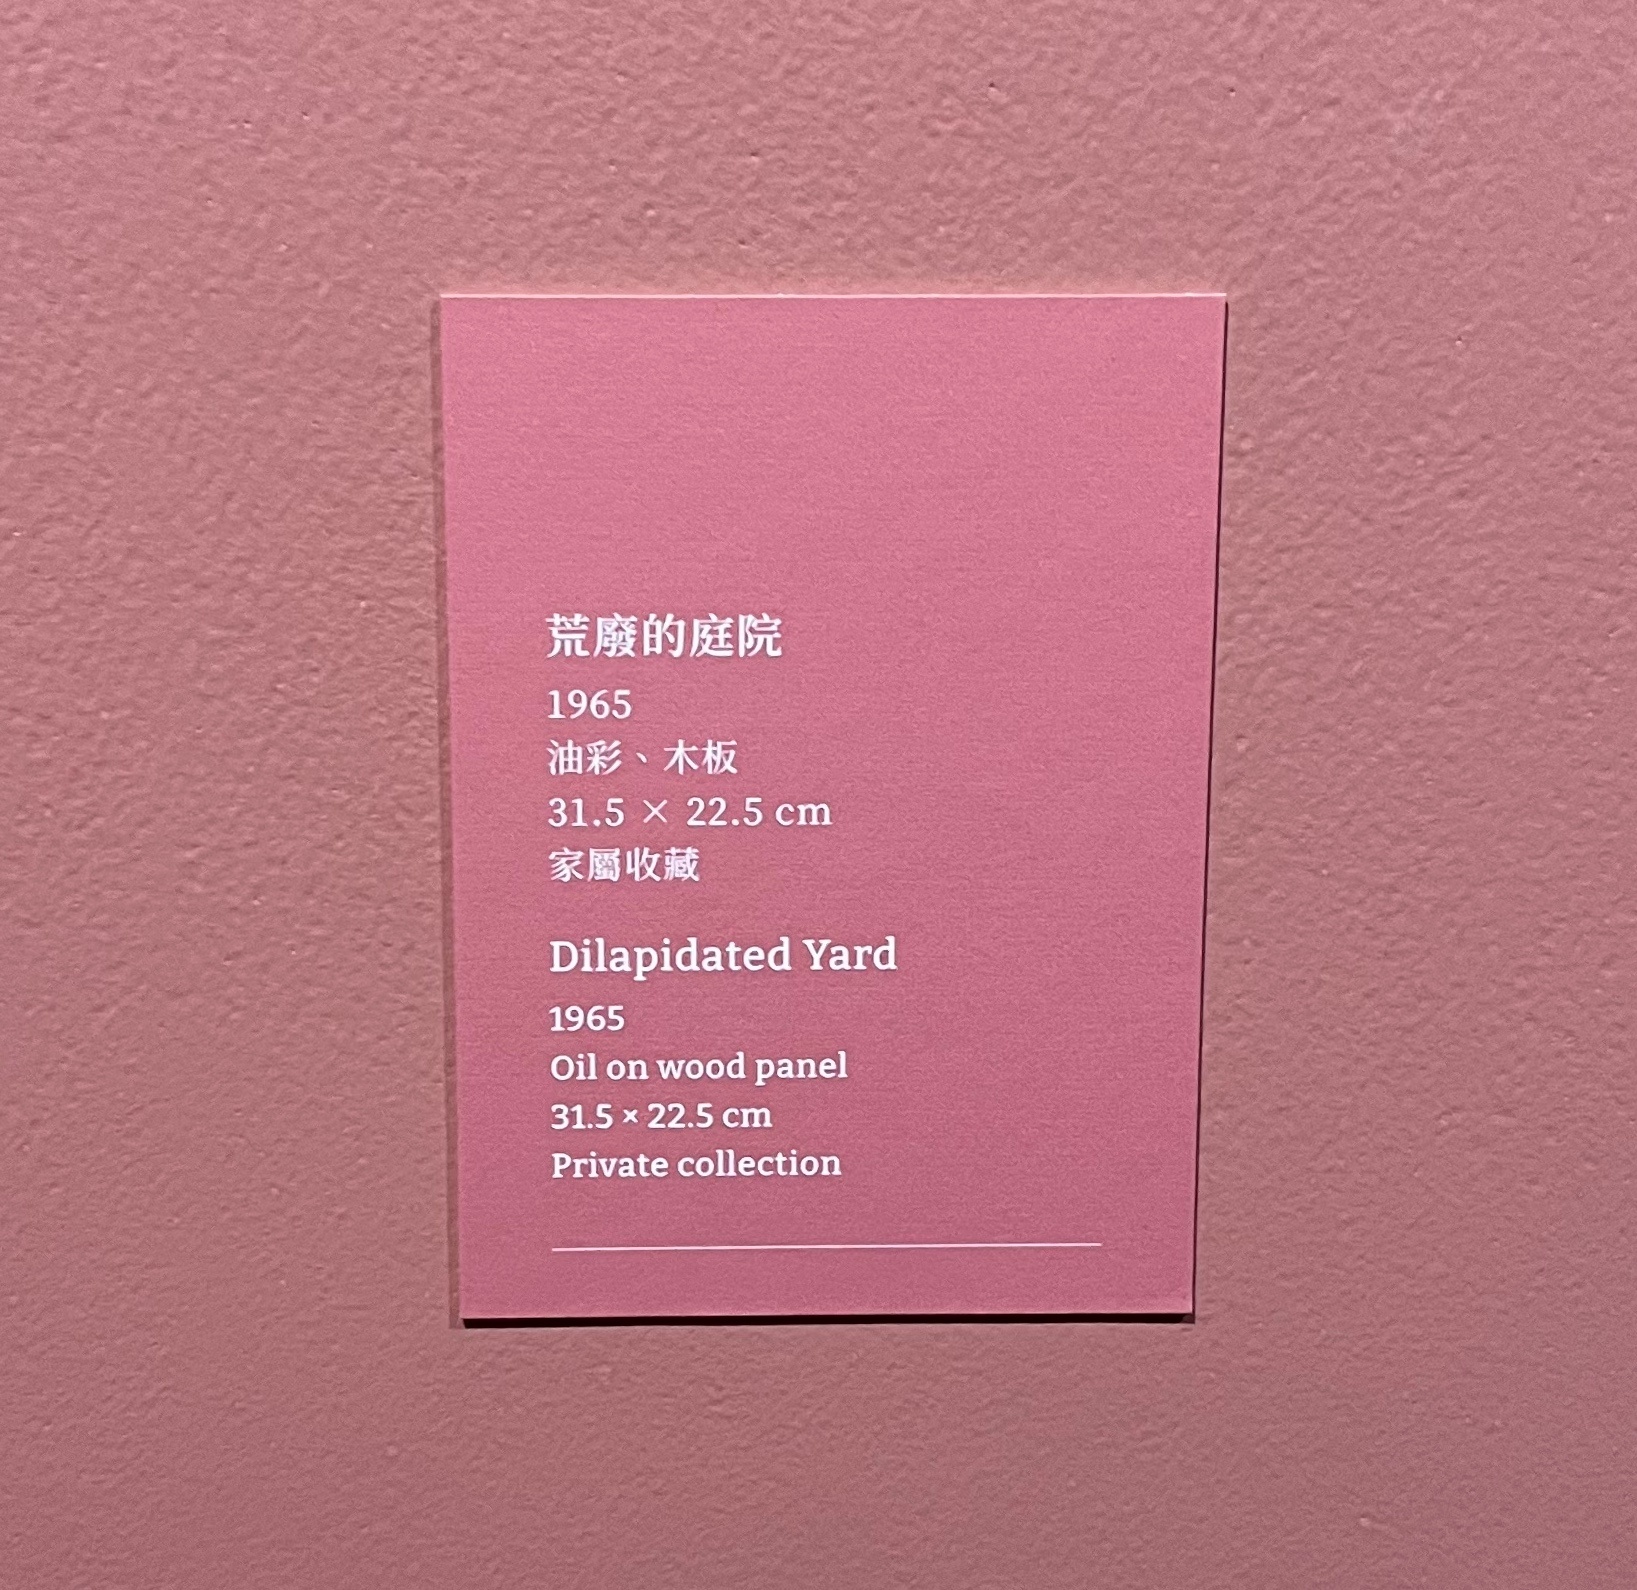 荒廢的庭院
1965
油彩、木板
31.5 × 22.5 cm
家屬收藏
Dilapidated Yard
1965
Oil on wood panel
31.5 × 22.5 cm
Private collection